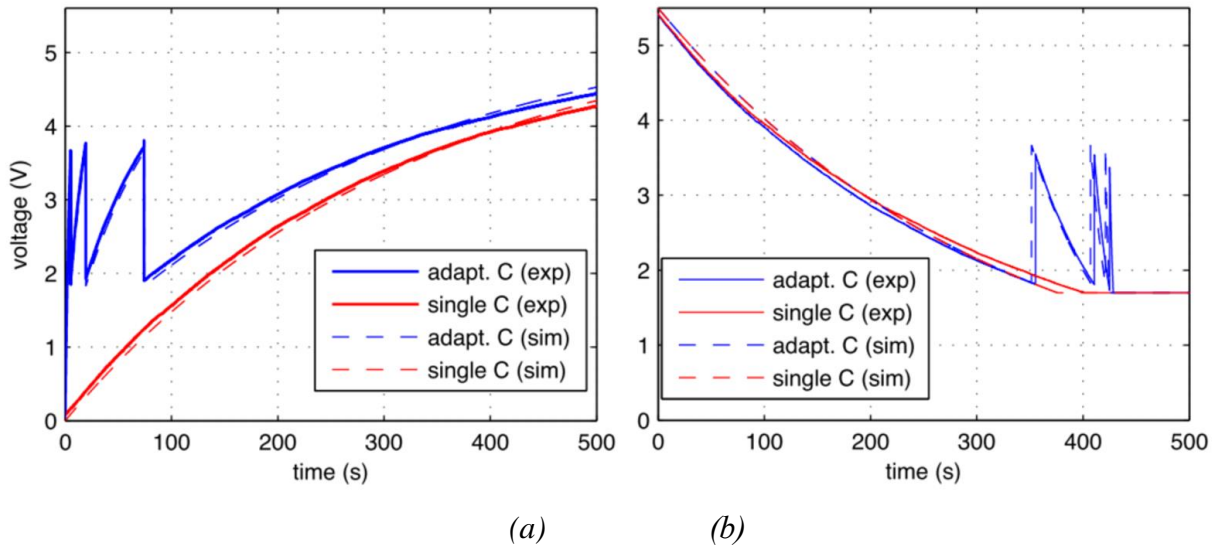 5
4
3
2
1
0
voltage (V)
0 100 200 300 400 500
time (s)
adapt. C (exp)
single C (exp)
adapt. C (sim)
single C (sim)
5
4
3
2
1
0
0 100 200 300 400 500
time (s)
adapt. C (exp)
single C (exp)
adapt. C (sim)
single C (sim)
(a) (b)